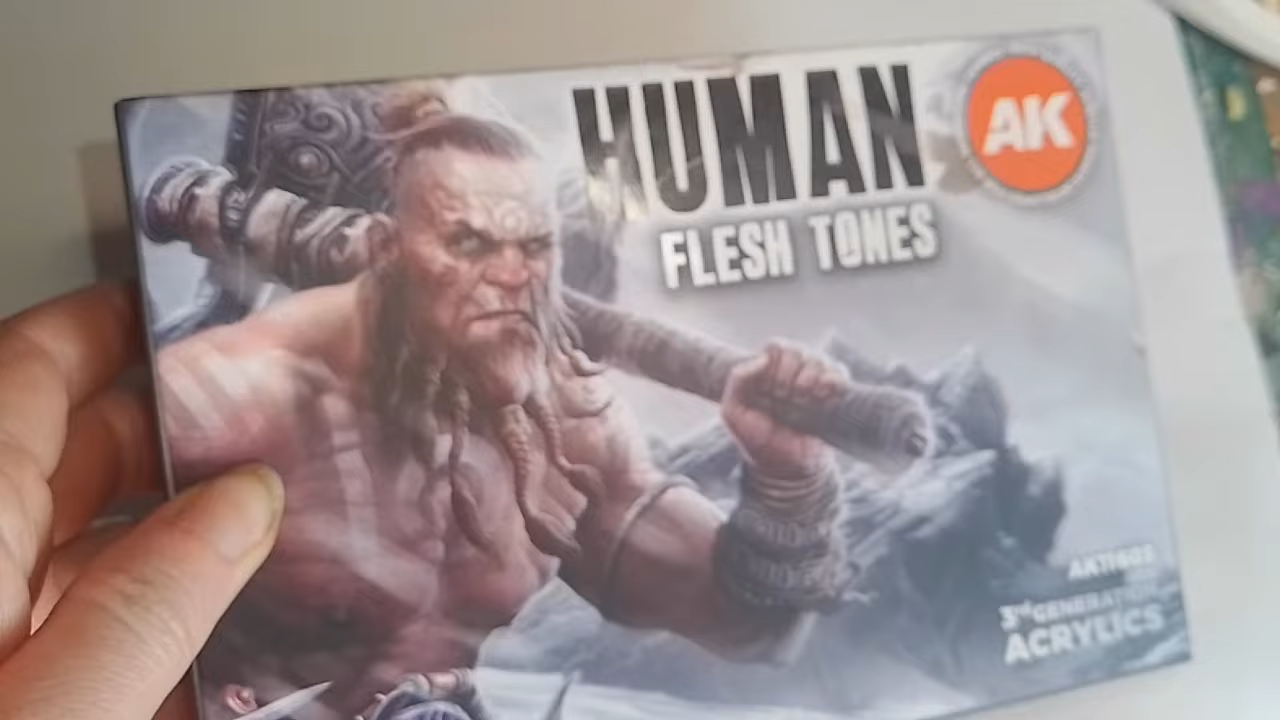 HUMAN
AK
FLESH TONES
3rd GENERATION
ACRYLICS